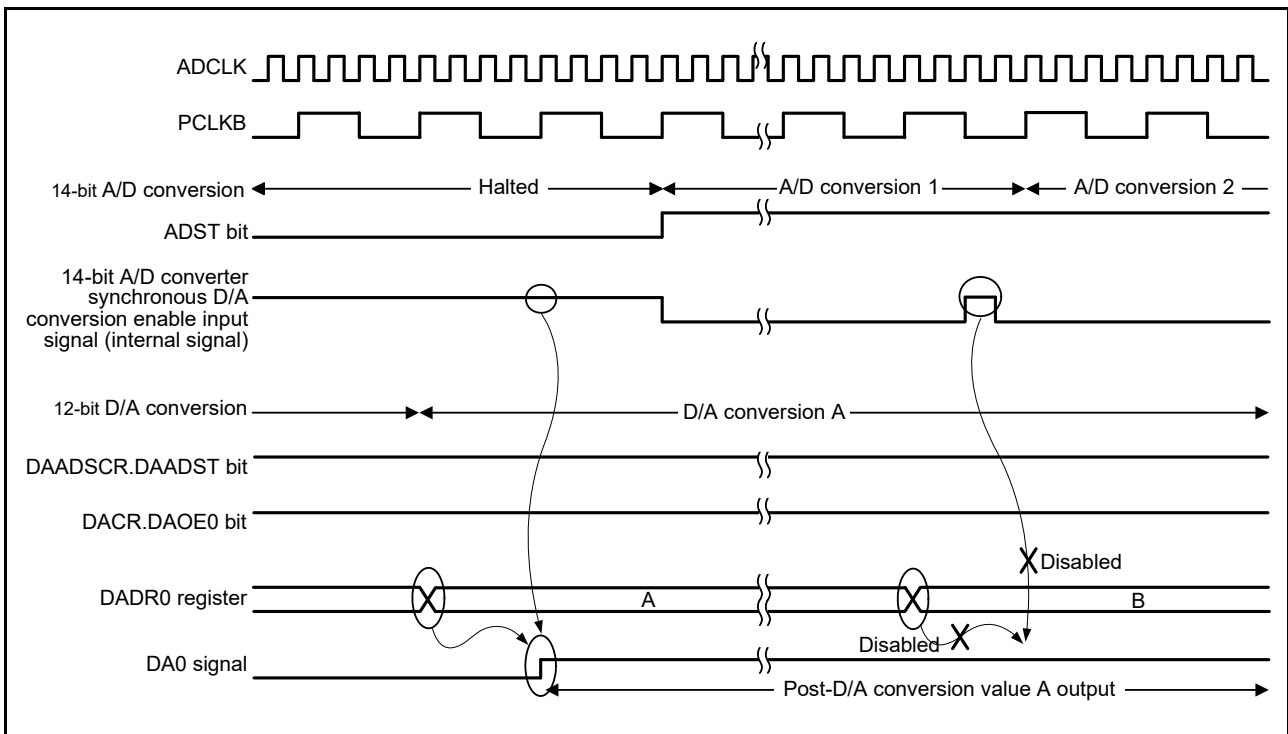 ADCLK
PCLKB
14-bit A/D conversion
Halted
A/D conversion 1
A/D conversion 2
ADST bit
14-bit A/D converter
synchronous D/A
conversion enable input
signal (internal signal)
12-bit D/A conversion
D/A conversion A
DAADSCR.DAADST bit
DACR.DAOE0 bit
Disabled
DADR0 register
A
B
Disabled
DA0 signal
Post-D/A conversion value A output